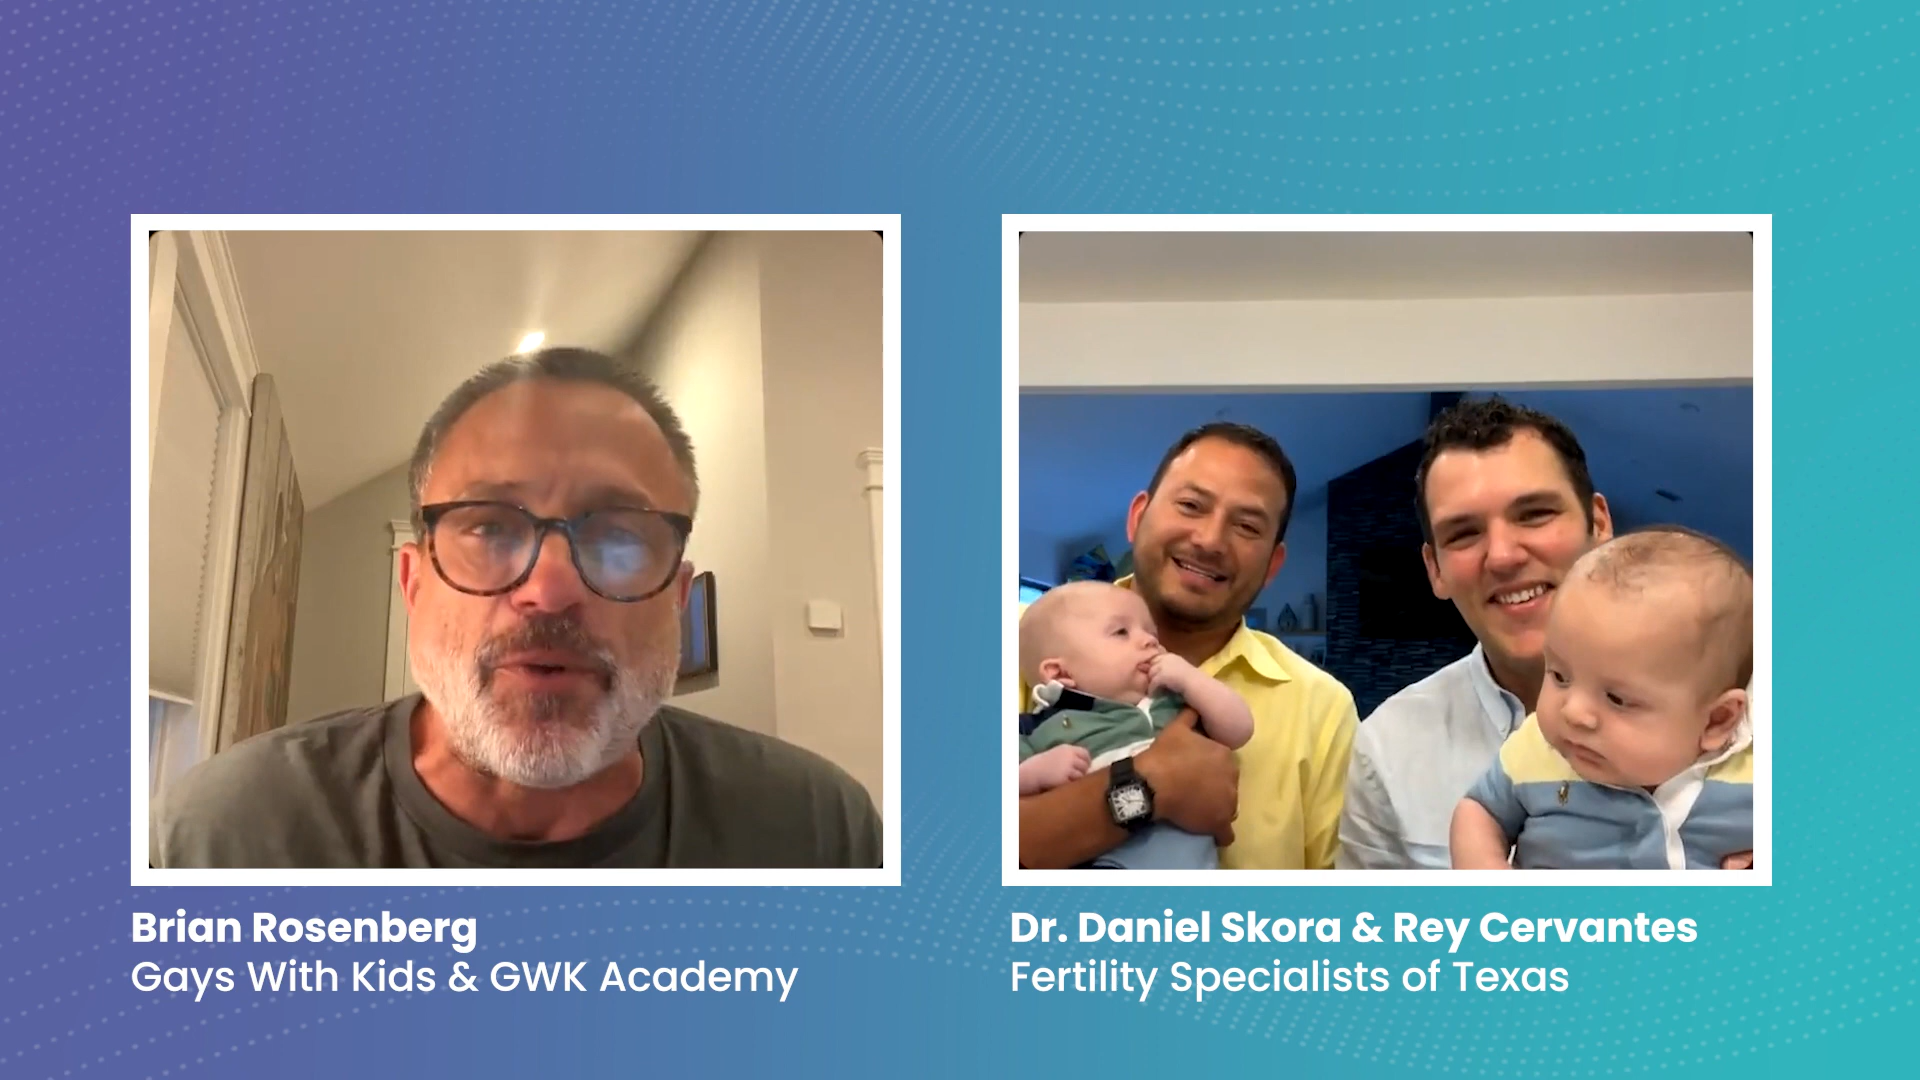 Brian Rosenberg
Gays With Kids & GWK Academy
Dr. Daniel Skora & Rey Cervantes
Fertility Specialists of Texas